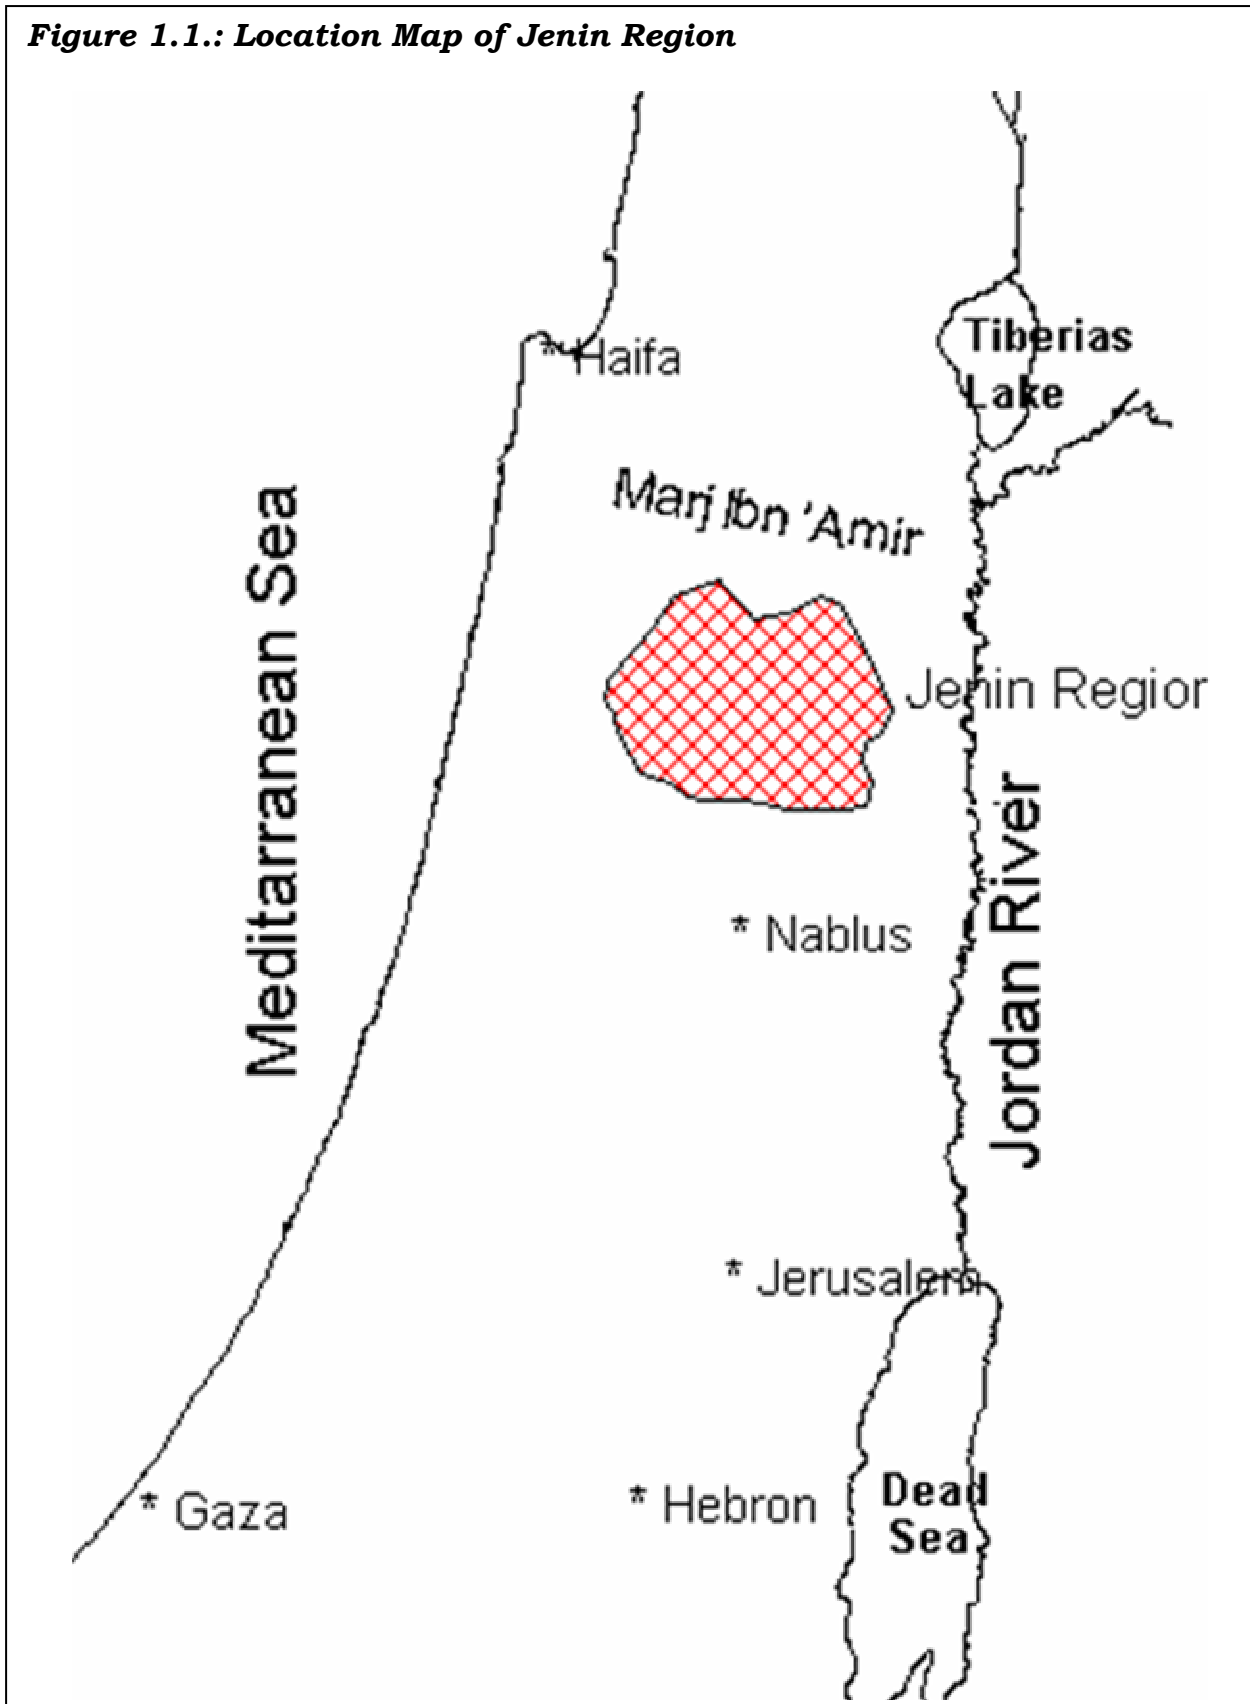 Figure 1.1.: Location Map of Jenin Region
* Haifa
Tiberias
Lake
Marj Ibn 'Amir
Meditarranean Sea
Jenin Regior
Jordan River
* Nablus
* Jerusalem
* Gaza
* Hebron
Dead
Sea